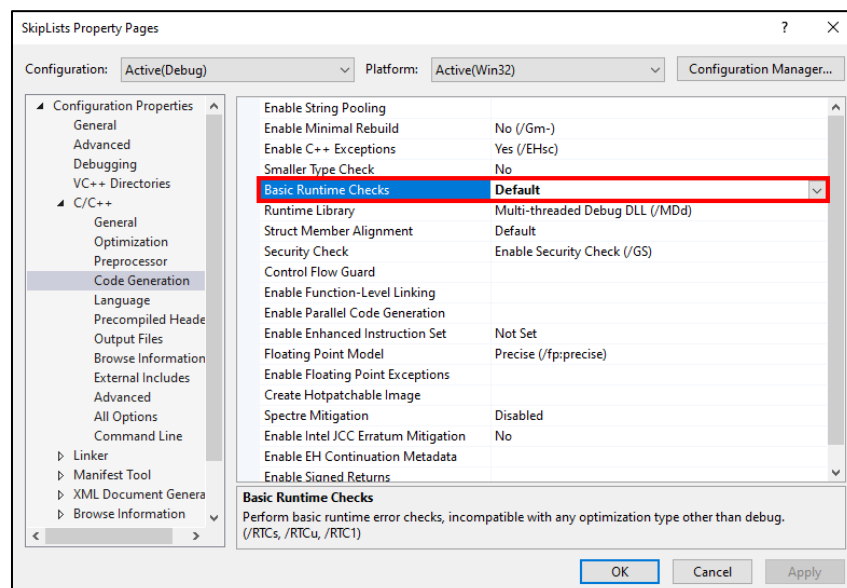 SkipLists Property Pages
?
Configuration: Active(Debug) Platform: Active(Win32) Configuration Manager...
Configuration Properties
General
Advanced
Debugging
VC++ Directories
C/C++
General
Optimization
Preprocessor
Code Generation
Language
Precompiled Heade
Output Files
Browse Information
External Includes
Advanced
All Options
Command Line
Linker
Manifest Tool
XML Document Genera
Browse Information
Enable String Pooling
Enable Minimal Rebuild No (/Gm-)
Enable C++ Exceptions Yes (/EHsc)
Smaller Type Check No
Basic Runtime Checks Default
Runtime Library Multi-threaded Debug DLL (/MDd)
Struct Member Alignment Default
Security Check Enable Security Check (/GS)
Control Flow Guard
Enable Function-Level Linking
Enable Parallel Code Generation
Enable Enhanced Instruction Set Not Set
Floating Point Model Precise (/fp:precise)
Enable Floating Point Exceptions
Create Hotpatchable Image
Spectre Mitigation Disabled
Enable Intel JCC Erratum Mitigation No
Enable EH Continuation Metadata
Enable Signed Returns
Basic Runtime Checks
Perform basic runtime error checks, incompatible with any optimization type other than debug.
(/RTCs, /RTCu, /RTC1)
OK Cancel Apply